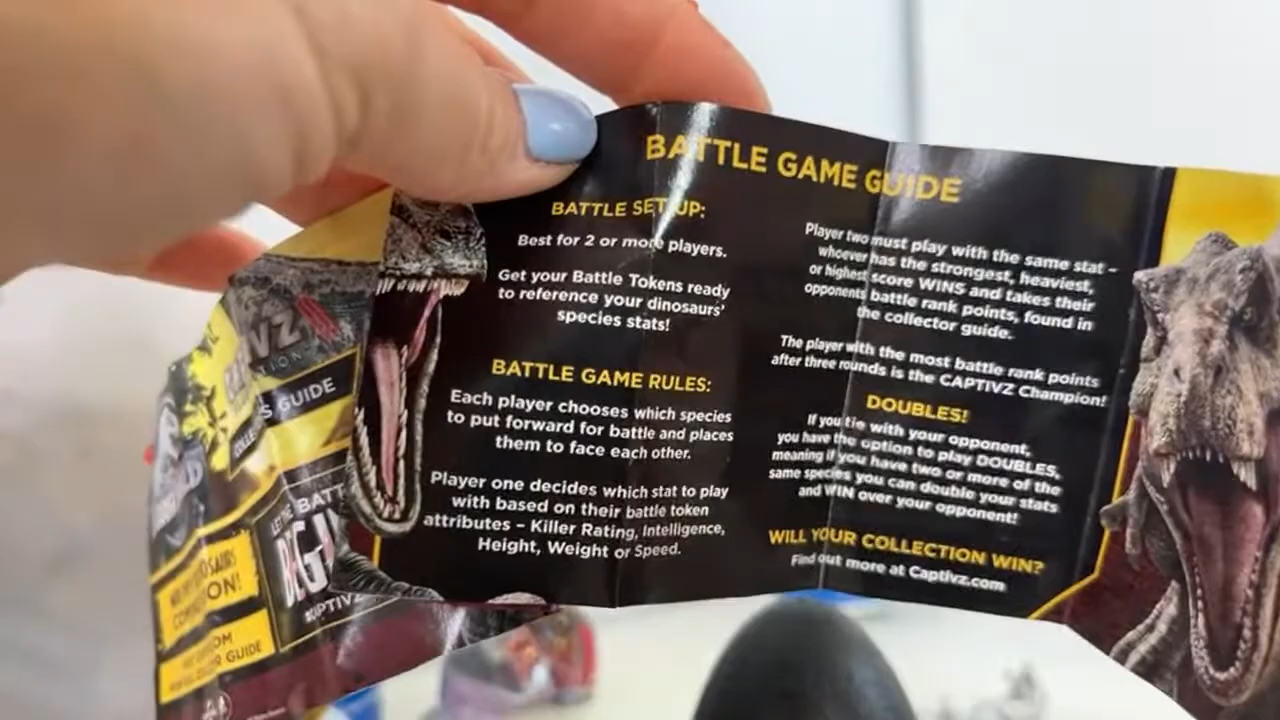 BATTLE GAME GUIDE
BATTLE SET UP:
Best for 2 or more players.
Get your Battle Tokens ready
to reference your dinosaurs'
species stats!
BATTLE GAME RULES:
Each player chooses which species
to put forward for battle and places
them to face each other.
Player one decides which stat to play
with based on their battle token
attributes – Killer Rating, Intelligence,
Height, Weight or Speed.
Player two must play with the same stat –
whoever has the strongest, heaviest,
or highest score WINS and takes their
opponents battle rank points, found in
the collector guide.
The player with the most battle rank points
after three rounds is the CAPTIVZ Champion!
DOUBLES!
If you tie with your opponent,
you have the option to play DOUBLES,
meaning if you have two or more of the
same species you can double your stats
and WIN over your opponent!
WILL YOUR COLLECTION WIN?
Find out more at Captivz.com
GUIDE
LET THE BATT
GUIDE